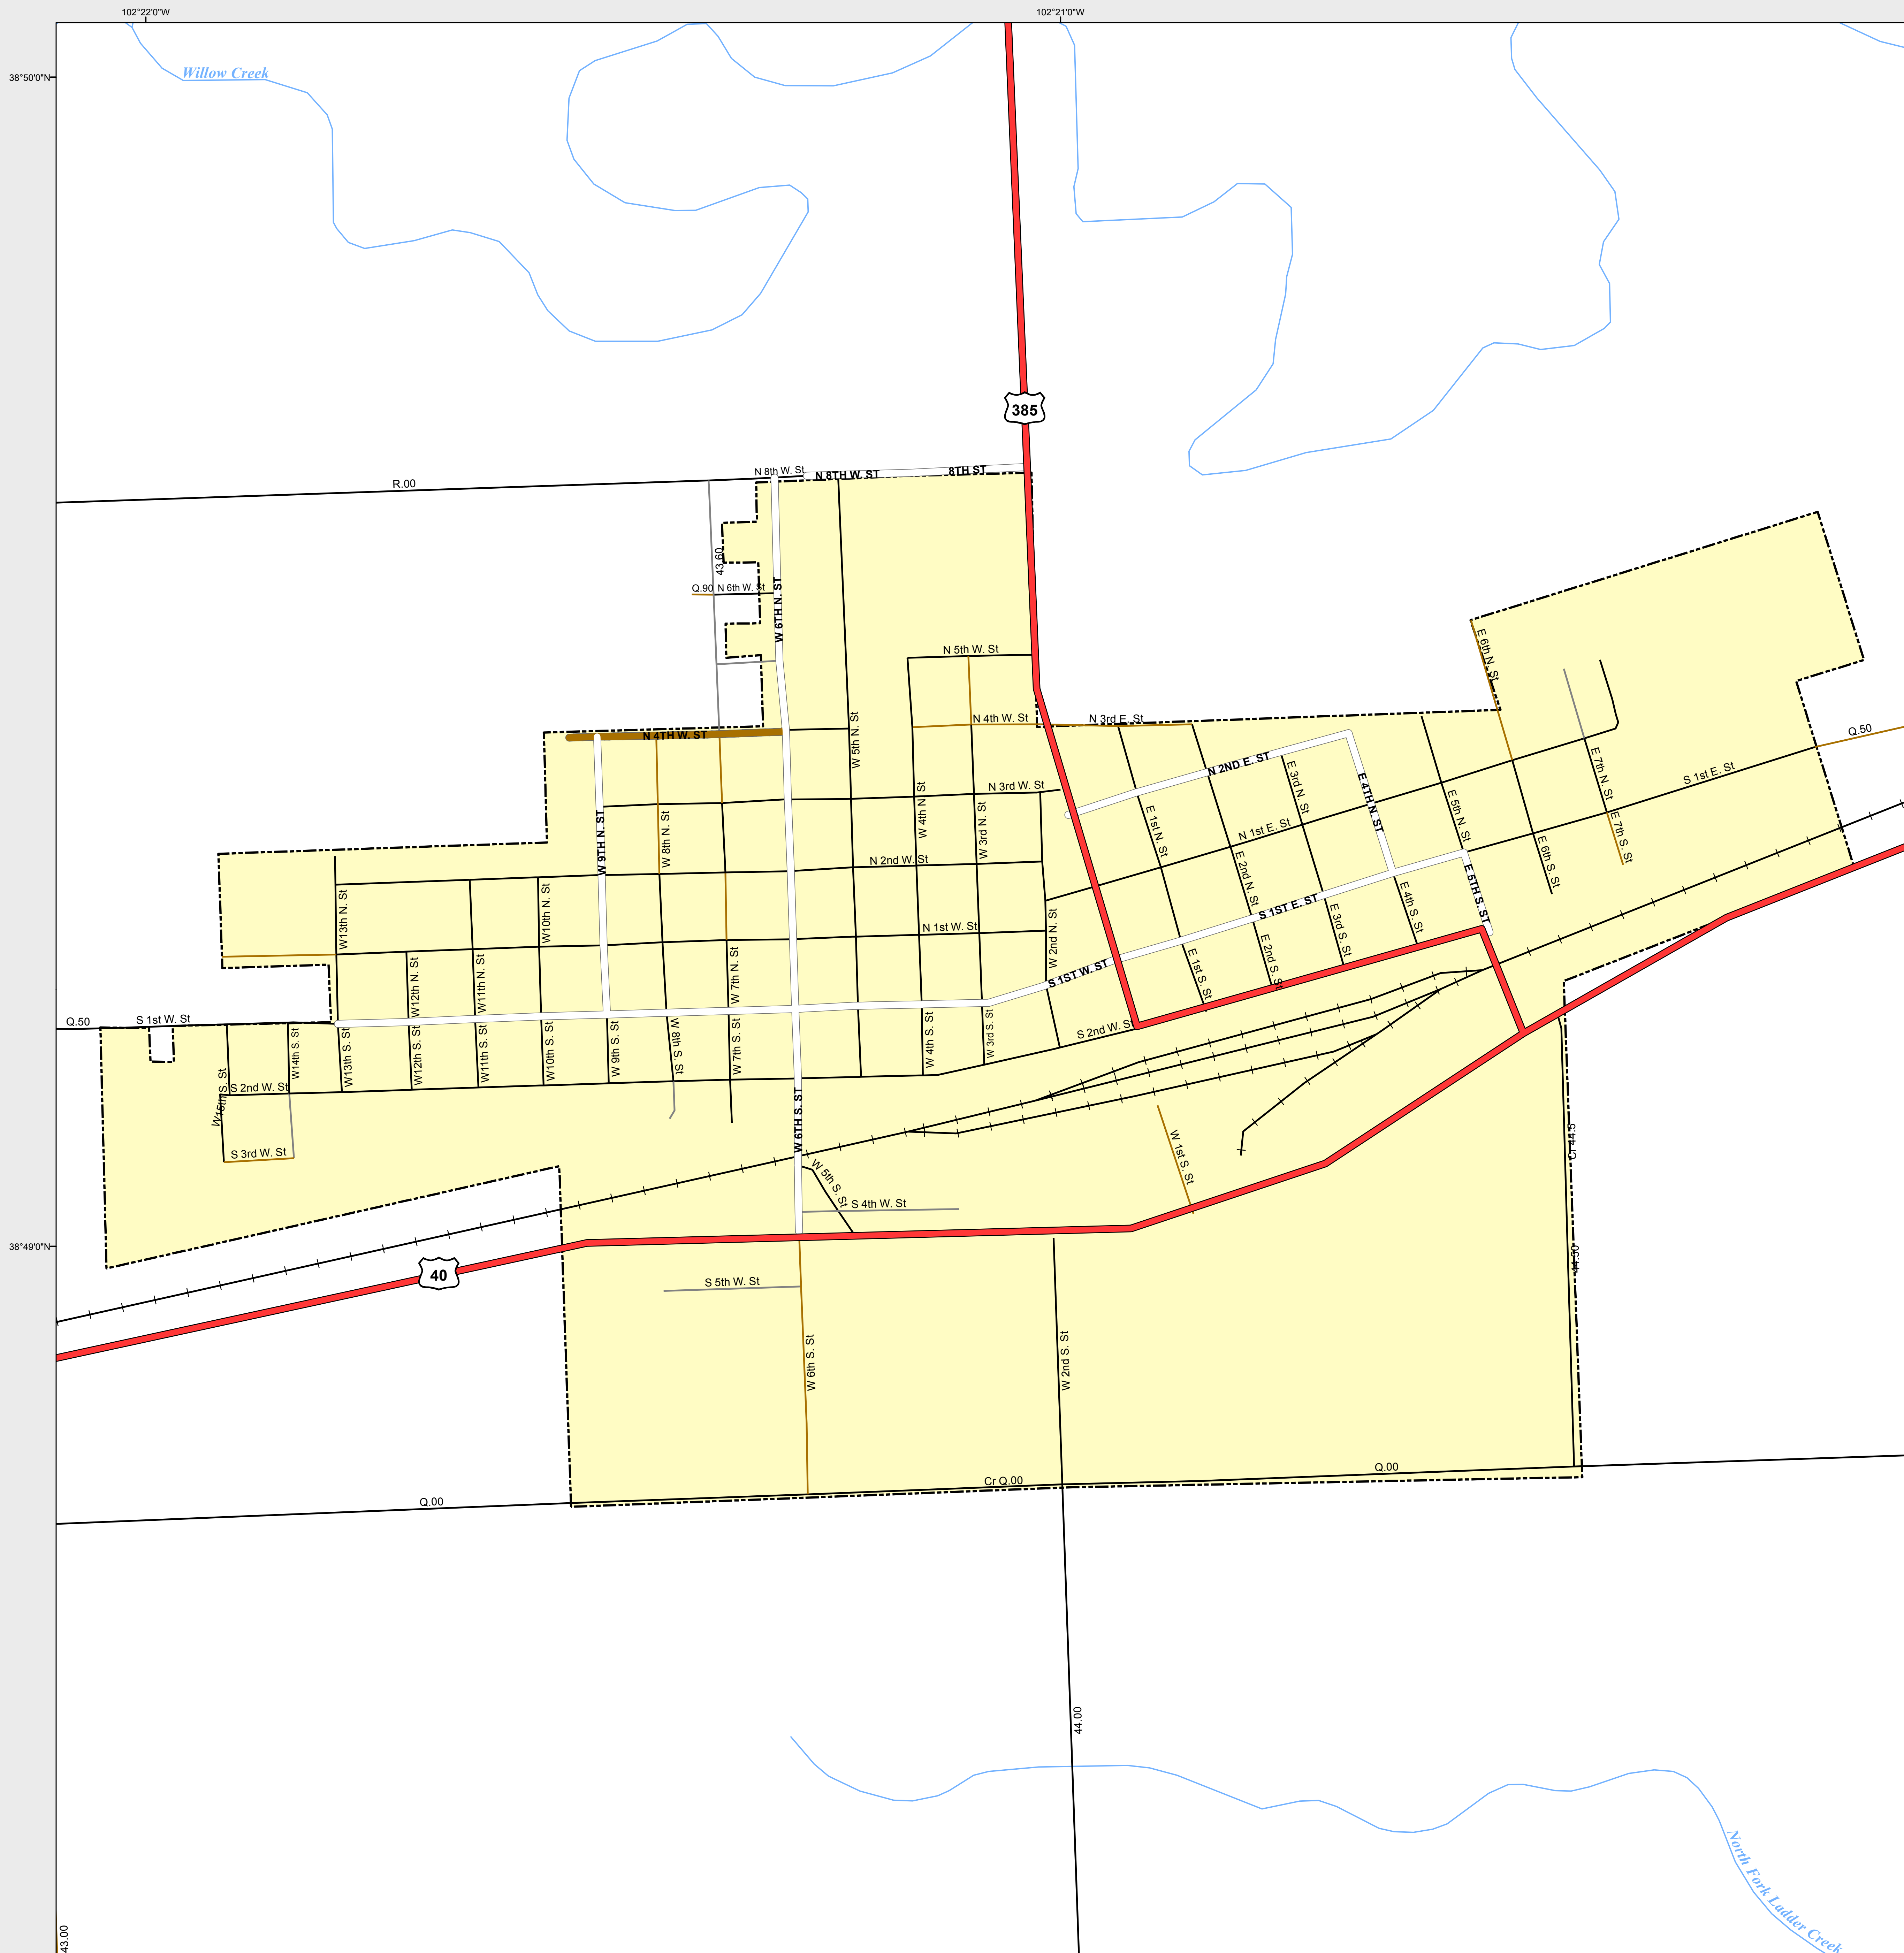 102°22'0"W
102°21'0"W
38°50'0"N
Willow Creek
385
N 8th W. St
N 8TH W. ST
8TH ST
R.00
43.60
Q.90
N 6th W. St
W 6TH N. ST
N 5th W. St
E 6th N. St
N 4th W. St
N 3rd E. St
N 4TH W. ST
W 5th N. St
Q.50
N 2ND E. ST
E 7th N. St
S 1st E. St
E 3rd N. St
E 4TH N. ST
N 3rd W. St
W 4th N. St
W 3rd N. St
E 1st N. St
N 1st E. St
E 5th N. St
E 7th S. St
W 9TH N. ST
W 8th N. St
N 2nd W. St
E 6th S. St
E 2nd N. St
E 5TH S. ST
W13th N. St
W10th N. St
S 1ST E. ST
E 4th S. St
N 1st W. St
W 2nd N. St
E 3rd S. St
W12th N. St
W11th N. St
W 7th N. St
S 1ST W. ST
E 1st S. St
E 2nd S. St
Q.50
S 1st W. St
S 2nd W. St
W14th S. St
W13th S. St
W12th S. St
W11th S. St
W10th S. St
W 9th S. St
W 8th S. St
W 7th S. St
W 4th S. St
W 3rd S. St
S 2nd W. St
W15th S. St
W 6TH S. ST
S 3rd W. St
W 1st S. St
Cr 44.5
W 5th S. St
S 4th W. St
38°49'0"N
40
44.50
S 5th W. St
W 6th S. St
W 2nd S. St
Cr Q.00
Q.00
Q.00
44.00
North Fork Ladder Creek
43.00